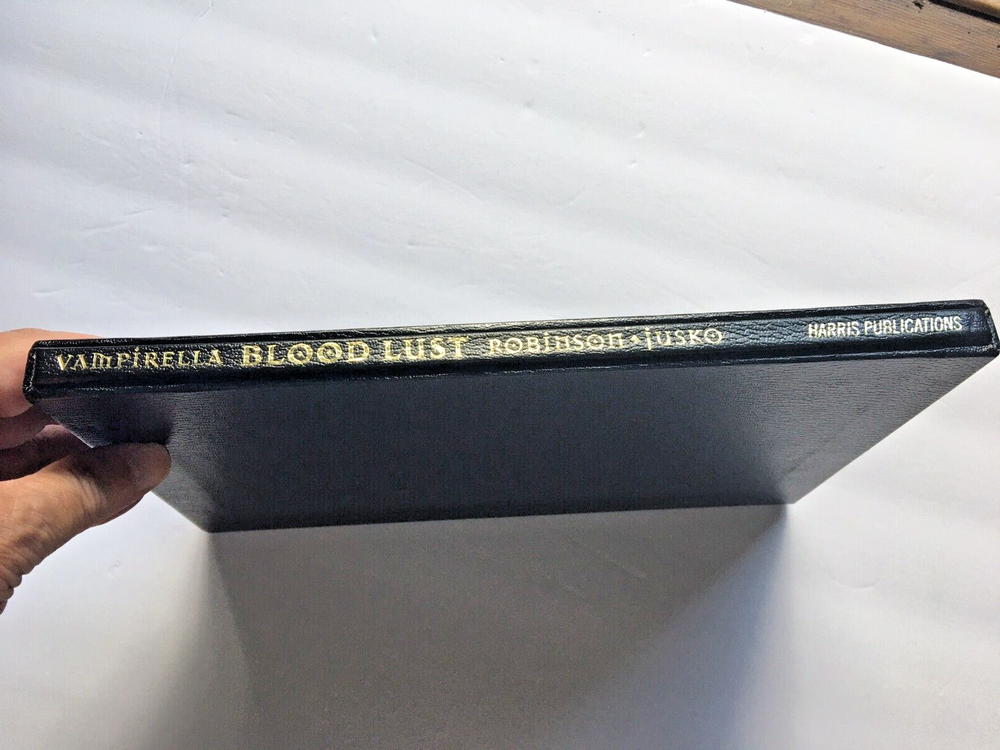 VAMPIRELLA BLOOD LUST ROBINSON • JUSKO HARRIS PUBLICATIONS